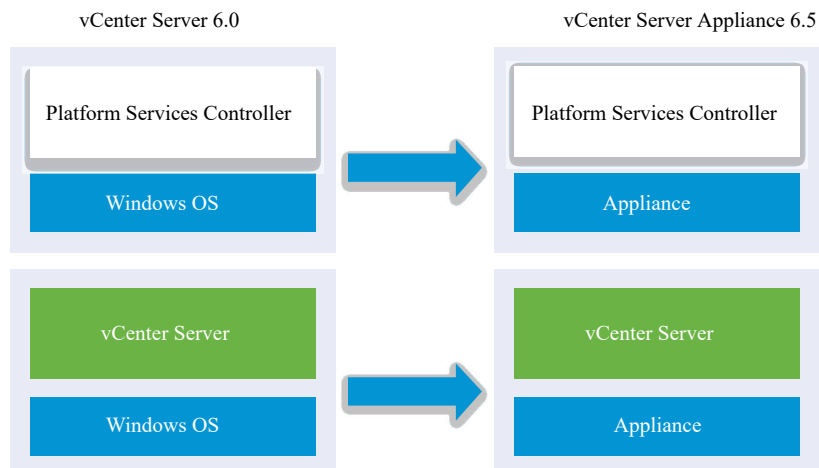 vCenter Server 6.0
vCenter Server Appliance 6.5
Platform Services Controller
Platform Services Controller
Windows OS
Appliance
vCenter Server
vCenter Server
Windows OS
Appliance